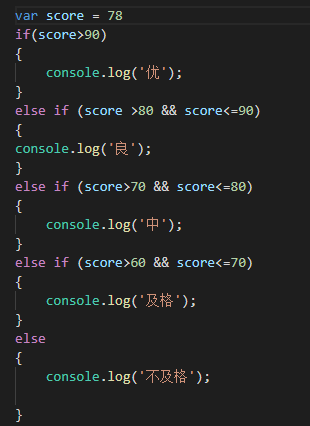 var score = 78
if(score>90)
{
    console.log('优');
}
else if (score >80 && score<=90)
{
console.log('良');
}
else if (score>70 && score<=80)
{
    console.log('中');
}
else if (score>60 && score<=70)
{
    console.log('及格');
}
else
{
    console.log('不及格');

}